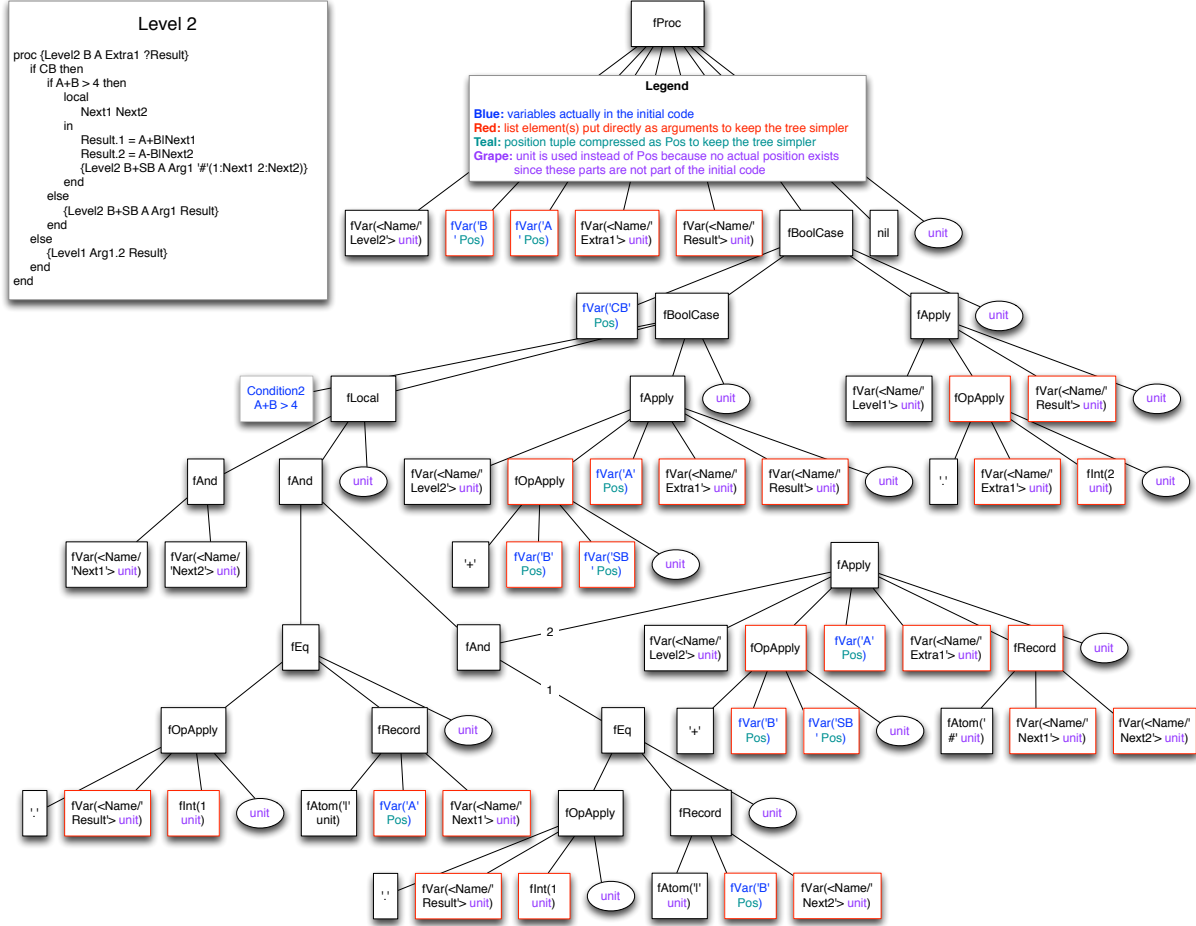 Level 2
proc {Level2 B A Extra1 ?Result}
if CB then
if A+B > 4 then
local
Next1 Next2
in
Result.1 = A+B|Next1
Result.2 = A-B|Next2
{Level2 B+SB A Arg1 '#'(1:Next1 2:Next2)}
end
else
{Level2 B+SB A Arg1 Result}
end
else
{Level1 Arg1.2 Result}
end
end
fProc
Legend
Blue: variables actually in the initial code
Red: list element(s) put directly as arguments to keep the tree simpler
Teal: position tuple compressed as Pos to keep the tree simpler
Grape: unit is used instead of Pos because no actual position exists
since these parts are not part of the initial code
fVar(<Name/'
Level2'> unit)
fVar('B
' Pos)
fVar('A
' Pos)
fVar(<Name/'
Extra1'> unit)
fVar(<Name/'
Result'> unit)
fBoolCase
nil
unit
fVar('CB'
Pos)
fBoolCase
fApply
unit
Condition2
A+B > 4
fLocal
fApply
unit
fVar(<Name/'
Level1'> unit)
fOpApply
fVar(<Name/'
Result'> unit)
unit
fAnd
fAnd
unit
fVar(<Name/'
Level2'> unit)
fOpApply
fVar('A'
Pos)
fVar(<Name/'
Extra1'> unit)
fVar(<Name/'
Result'> unit)
unit
'.'
fVar(<Name/'
Extra1'> unit)
fInt(2
unit)
unit
fVar(<Name/
'Next1'> unit)
fVar(<Name/
'Next2'> unit)
'+'
fVar('B'
Pos)
fVar('SB
' Pos)
unit
fApply
fEq
fAnd
2
fVar(<Name/'
Level2'> unit)
fOpApply
fVar('A'
Pos)
fVar(<Name/'
Extra1'> unit)
fRecord
unit
1
fOpApply
fRecord
unit
fEq
'+'
fVar('B'
Pos)
fVar('SB
' Pos)
unit
fAtom('
#' unit)
fVar(<Name/'
Next1'> unit)
fVar(<Name/'
Next2'> unit)
'.'
fVar(<Name/'
Result'> unit)
fInt(1
unit)
unit
fAtom('|'
unit)
fVar('A'
Pos)
fVar(<Name/'
Next1'> unit)
fOpApply
fRecord
unit
'.'
fVar(<Name/'
Result'> unit)
fInt(1
unit)
unit
fAtom('|'
unit)
fVar('B'
Pos)
fVar(<Name/'
Next2'> unit)